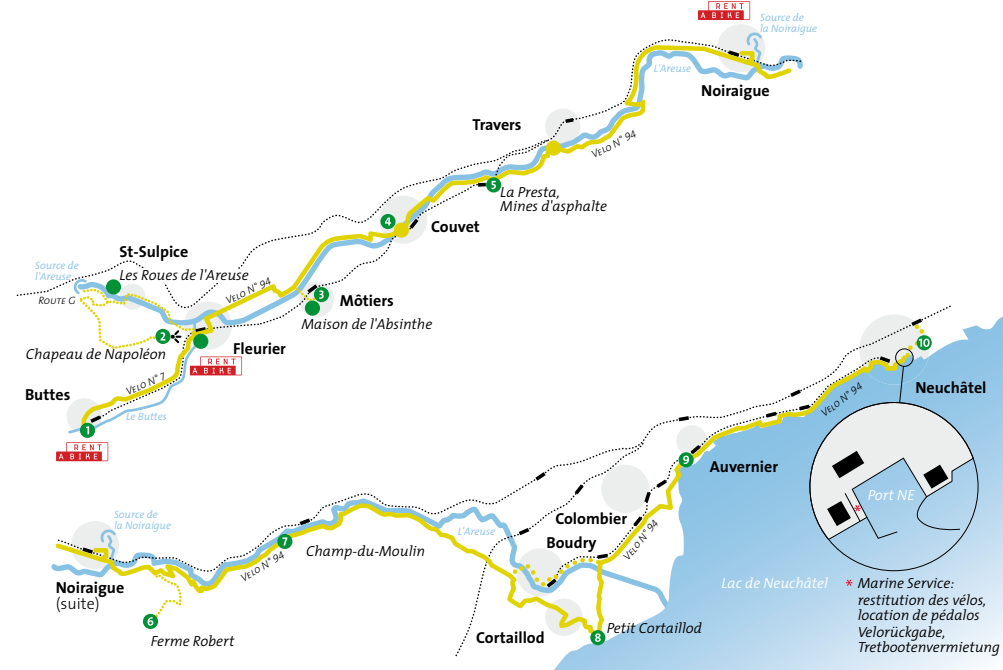 RENT
A BIKE
Source de
la Noiraigue
L'Areuse
Noiraigue
Travers
VELO N° 94
5
La Presta,
Mines d'asphalte
4
Couvet
St-Sulpice
Source de
l'Areuse
Les Roues de l'Areuse
ROUTE G
VELO N° 94
3
Môtiers
Maison de l'Absinthe
2
Chapeau de Napoléon
Fleurier
RENT
A BIKE
VELO N° 7
Buttes
Le Buttes
1
RENT
A BIKE
10
Neuchâtel
VELO N° 94
9
Auvernier
Port NE
*
Colombier
Boudry
VELO N° 94
L'Areuse
Source de
la Noiraigue
7
Champ-du-Moulin
VELO N° 94
Noiraigue
(suite)
6
Ferme Robert
Cortaillod
8
Petit Cortaillod
Lac de Neuchâtel
* Marine Service:
restitution des vélos,
location de pédalos
Velorückgabe,
Tretbootenvermietung